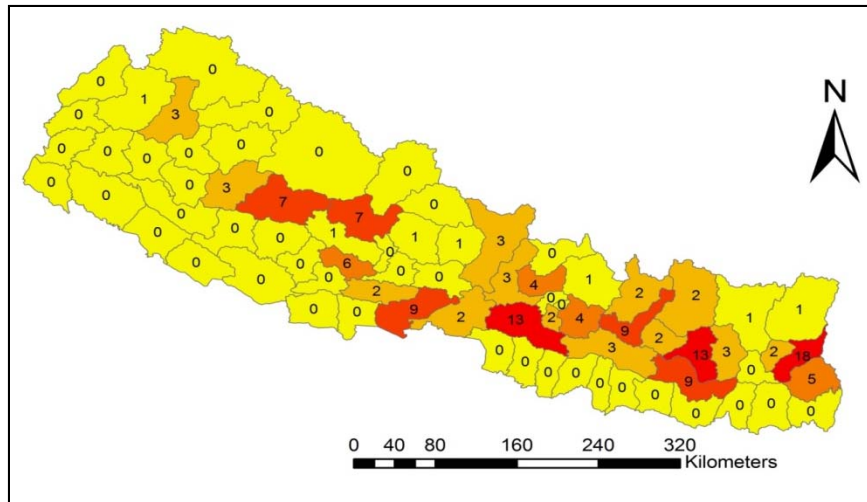 0
0 1 3 0 N
0
0 0 0 0 0 0
0
0 0 0 3 7 0
0 0 0 0 1 7 1 1 3
0 0
0 0 6 0 0 3 4 1
0 0 2 2 2
0 0
0 0 9 2 13 2 4 9 2 1 1
3 13 3 2 18
0 0 0 0 0 0 0 9 0 5
0 0 0 0
0 40 80 160 240 320
Kilometers